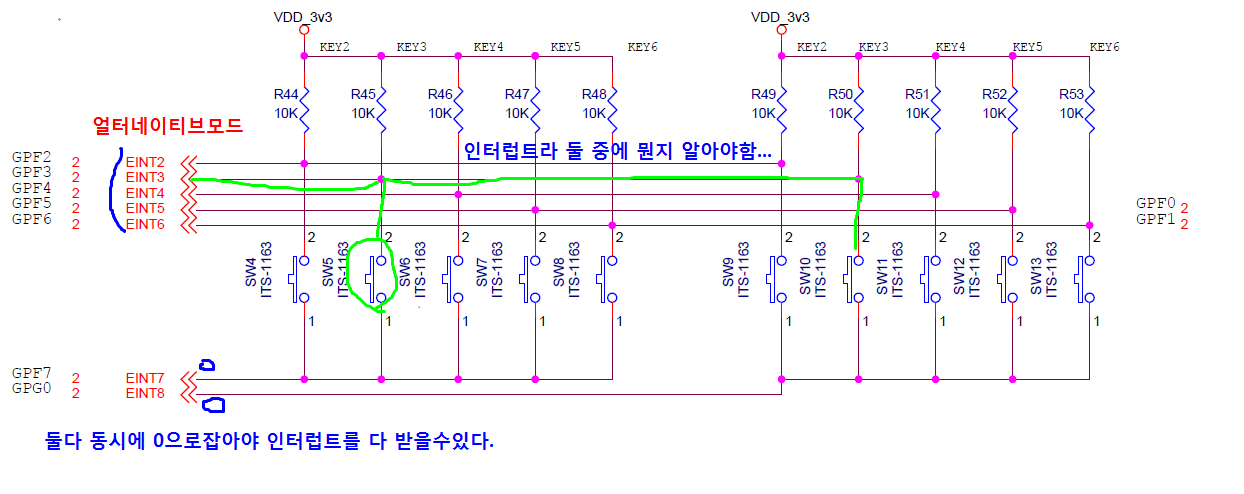 VDD_3v3 VDD_3v3
KEY2 KEY3 KEY4 KEY5 KEY6 KEY2 KEY3 KEY4 KEY5 KEY6
R44 R45 R46 R47 R48 R49 R50 R51 R52 R53
10K 10K 10K 10K 10K 10K 10K 10K 10K 10K
얼터네이티브모드
인터럽트라 둘 중에 뭔지 알아야함...
GPF2 2 EINT2
GPF3 2 EINT3
GPF4 2 EINT4
GPF5 2 EINT5 GPF0 2
GPF6 2 EINT6 GPF1 2
2 2 2 2 2 2 2 2 2 2
SW4 SW5 SW6 SW7 SW8 SW9 SW10 SW11 SW12 SW13
ITS-1163 ITS-1163 ITS-1163 ITS-1163 ITS-1163 ITS-1163 ITS-1163 ITS-1163 ITS-1163 ITS-1163
1 1 1 1 1 1 1 1 1 1
GPF7 2 EINT7
GPG0 2 EINT8
둘다 동시에 0으로잡아야 인터럽트를 다 받을수있다.